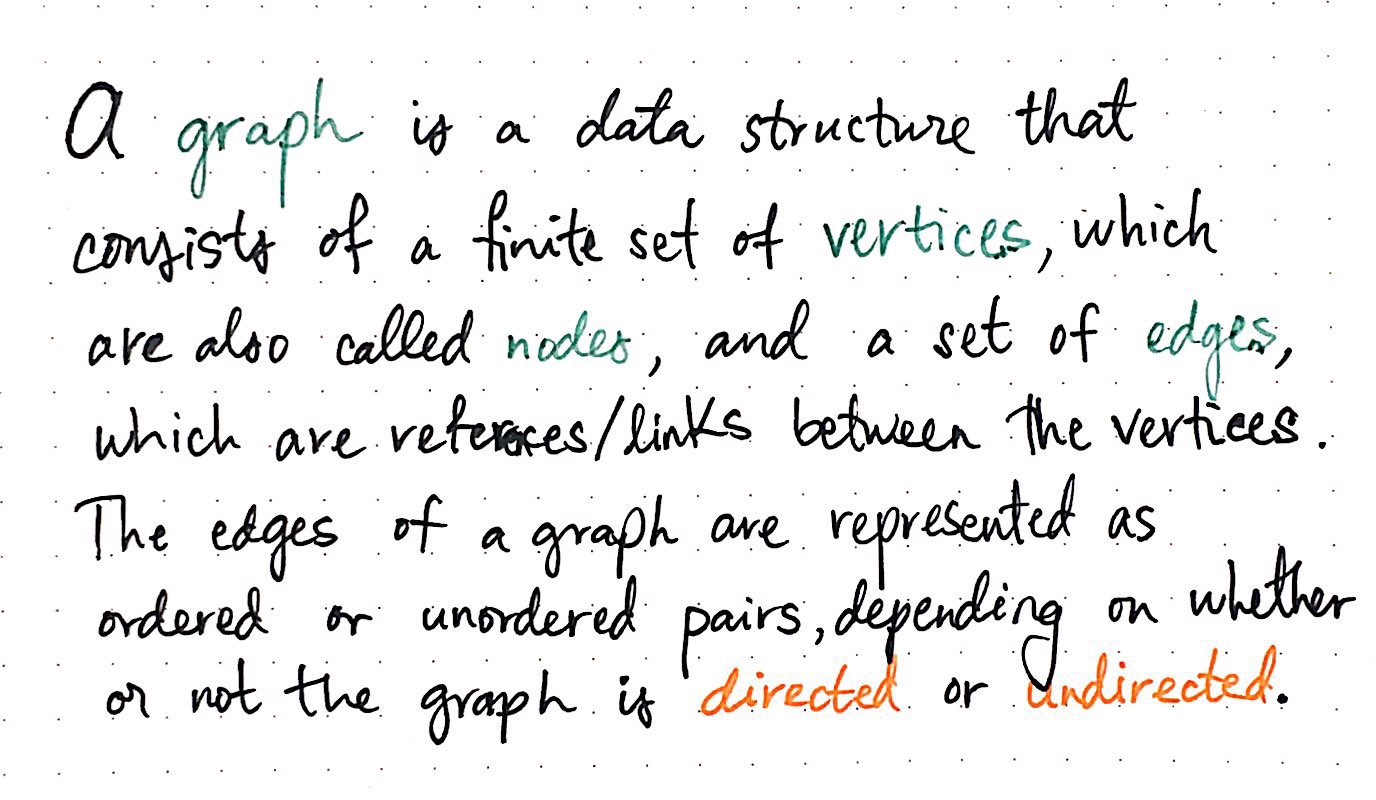 A graph is a data structure that
consists of a finite set of vertices, which
are also called nodes, and a set of edges,
which are references/links between the vertices.
The edges of a graph are represented as
ordered or unordered pairs, depending on whether
or not the graph is directed or undirected.